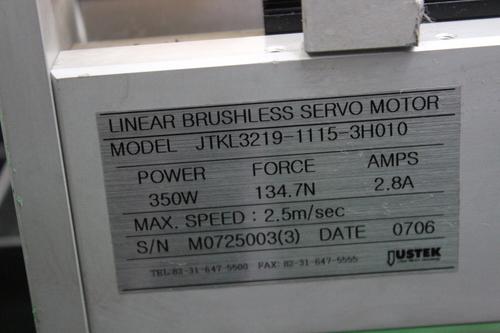 LINEAR BRUSHLESS SERVO MOTOR
MODEL JTKL3219-1115-3H010
POWER FORCE AMPS
350W 134.7N 2.8A
MAX. SPEED : 2.5m/sec
S/N M0725003(3) DATE 0706
TEL:82-31-647-5500 FAX: 82-31-647-5555
JUSTEK